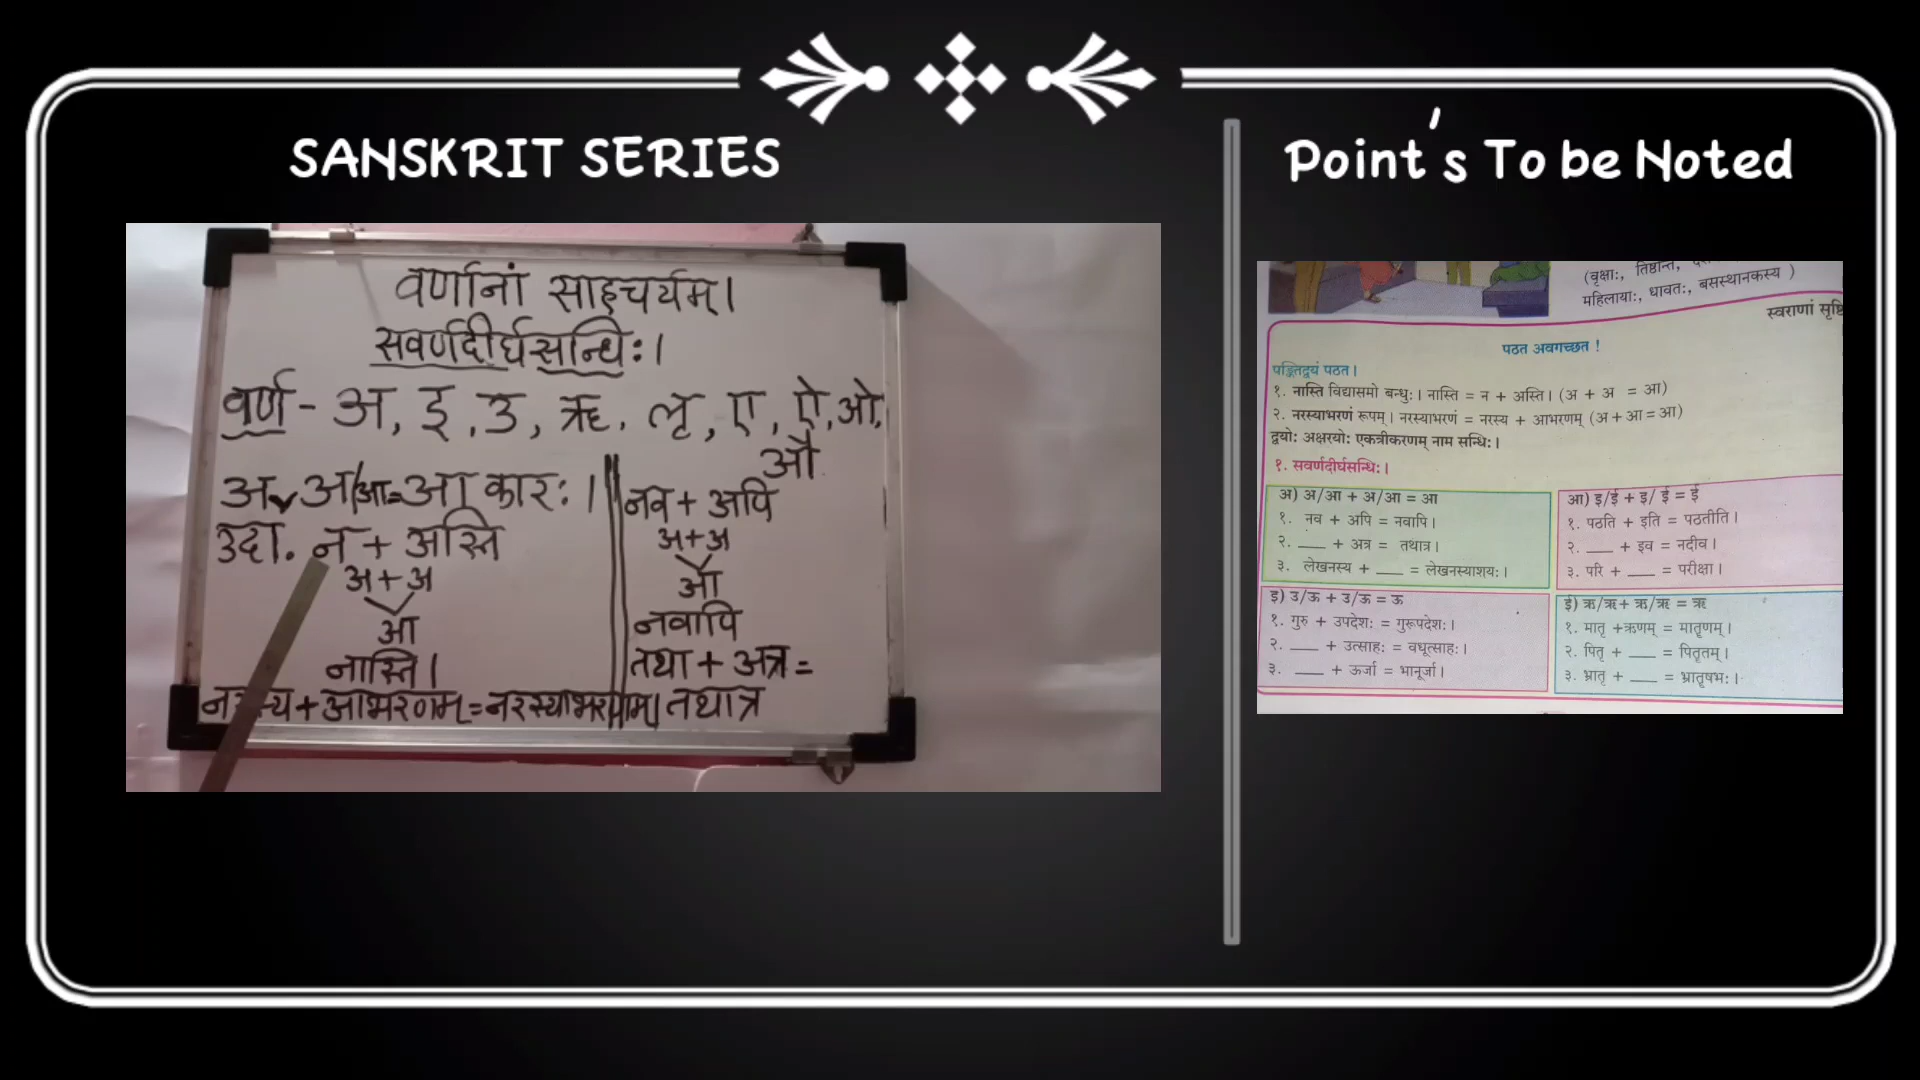 SANSKRIT SERIES
वर्णानां साहचर्यम्।
सवर्णदीर्घसन्धिः।
वर्ण - अ, इ, उ, ऋ, लृ, ए, ऐ, ओ,
औ.
अ अ/आ=आ कारः।
उदा. न + अस्ति
अ + अ
आ
नास्ति।
नरस्य + आभरणम् = नरस्याभरणम्।
नव + अपि
अ + अ
आ
नवापि
तथा + अत्र =
तथात्र
Point's To be Noted
(वृक्षाः, तिष्ठन्ति,
महिलायाः, धावतः, बसस्थानकस्य )
स्वराणां
पठत अवगच्छत !
पङ्क्तिद्वयं पठत।
१. नास्ति विद्यासमो बन्धुः। नास्ति = न + अस्ति। (अ + अ = आ)
२. नरस्याभरणं रूपम्। नरस्याभरणं = नरस्य + आभरणम् (अ + आ = आ)
द्वयोः अक्षरयोः एकत्रीकरणम् नाम सन्धिः।
१. सवर्णदीर्घसन्धिः।
अ) अ/आ + अ/आ = आ
१. नव + अपि = नवापि।
२. ___ + अत्र = तथात्र।
३. लेखनस्य + ___ = लेखनस्याशयः।
आ) इ/ई + इ/ ई = ई
१. पठति + इति = पठतीति।
२. ___ + इव = नदीव।
३. परि + ___ = परीक्षा।
इ) उ/ऊ + उ/ऊ = ऊ
१. गुरु + उपदेशः = गुरूपदेशः।
२. ___ + उत्साहः = वधूत्साहः।
३. ___ + ऊर्जा = भानूर्जा।
ई) ऋ/ॠ + ऋ/ॠ = ॠ
१. मातृ +ऋणम् = मातॄणम्।
२. पितृ + ___ = पितॄतम्।
३. भ्रातृ + ___ = भ्रातॄषभः।